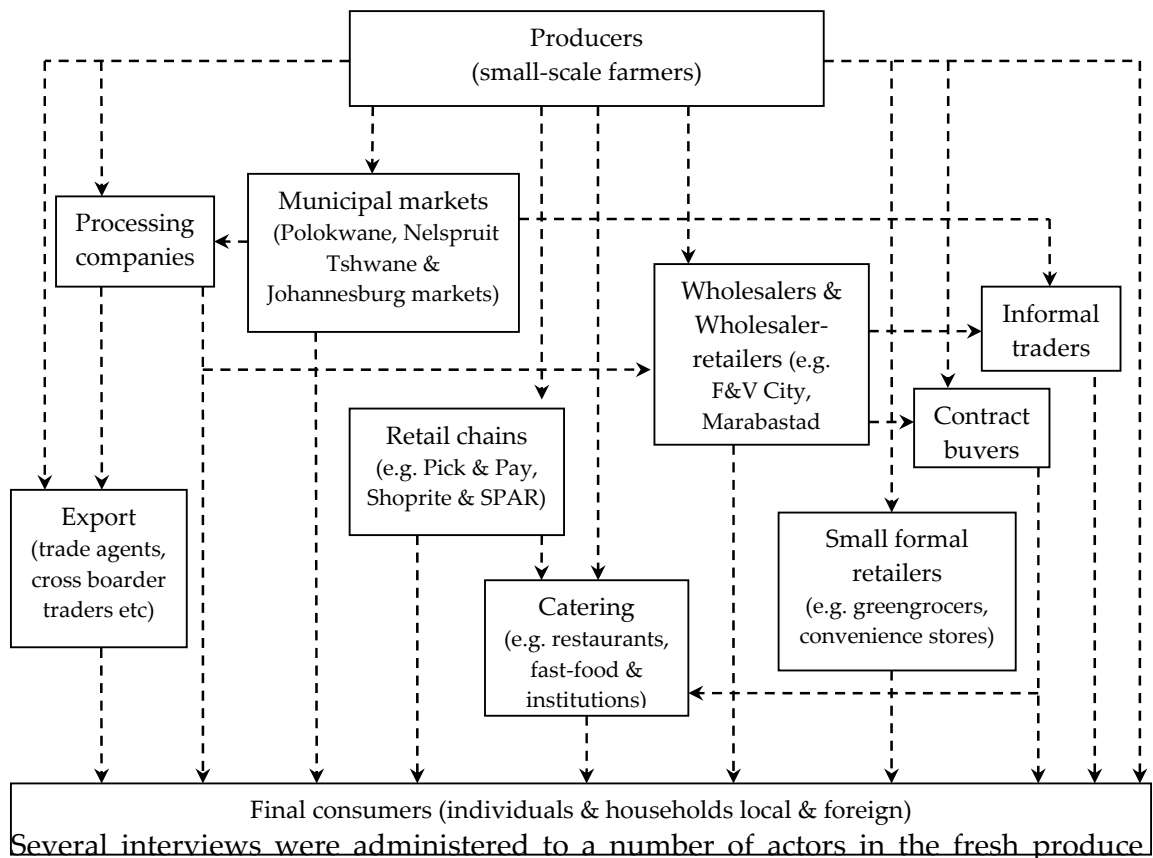 Producers
(small-scale farmers)
Municipal markets
(Polokwane, Nelspruit
Tshwane &
Johannesburg markets)
Processing
companies
Wholesalers &
Wholesaler-
retailers (e.g.
F&V City,
Marabastad
Informal
traders
Contract
buyers
Retail chains
(e.g. Pick & Pay,
Shoprite & SPAR)
Export
(trade agents,
cross boarder
traders etc)
Small formal
retailers
(e.g. greengrocers,
convenience stores)
Catering
(e.g. restaurants,
fast-food &
institutions)
Final consumers (individuals & households local & foreign)
Several interviews were administered to a number of actors in the fresh produce